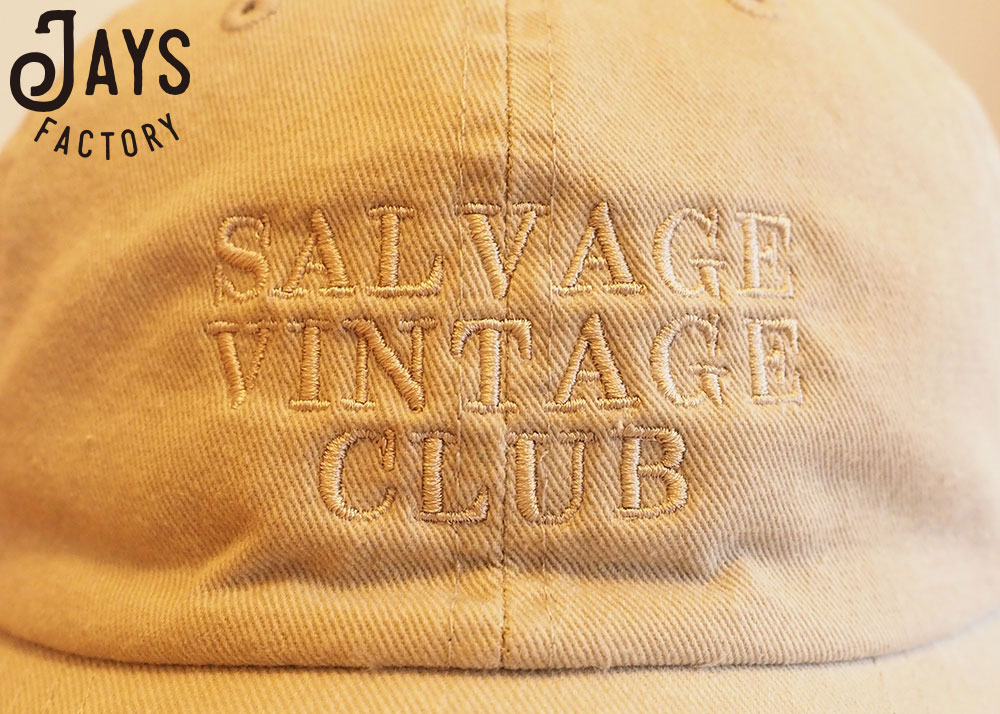 JAYS
FACTORY
SALVAGE
VINTAGE
CLUB